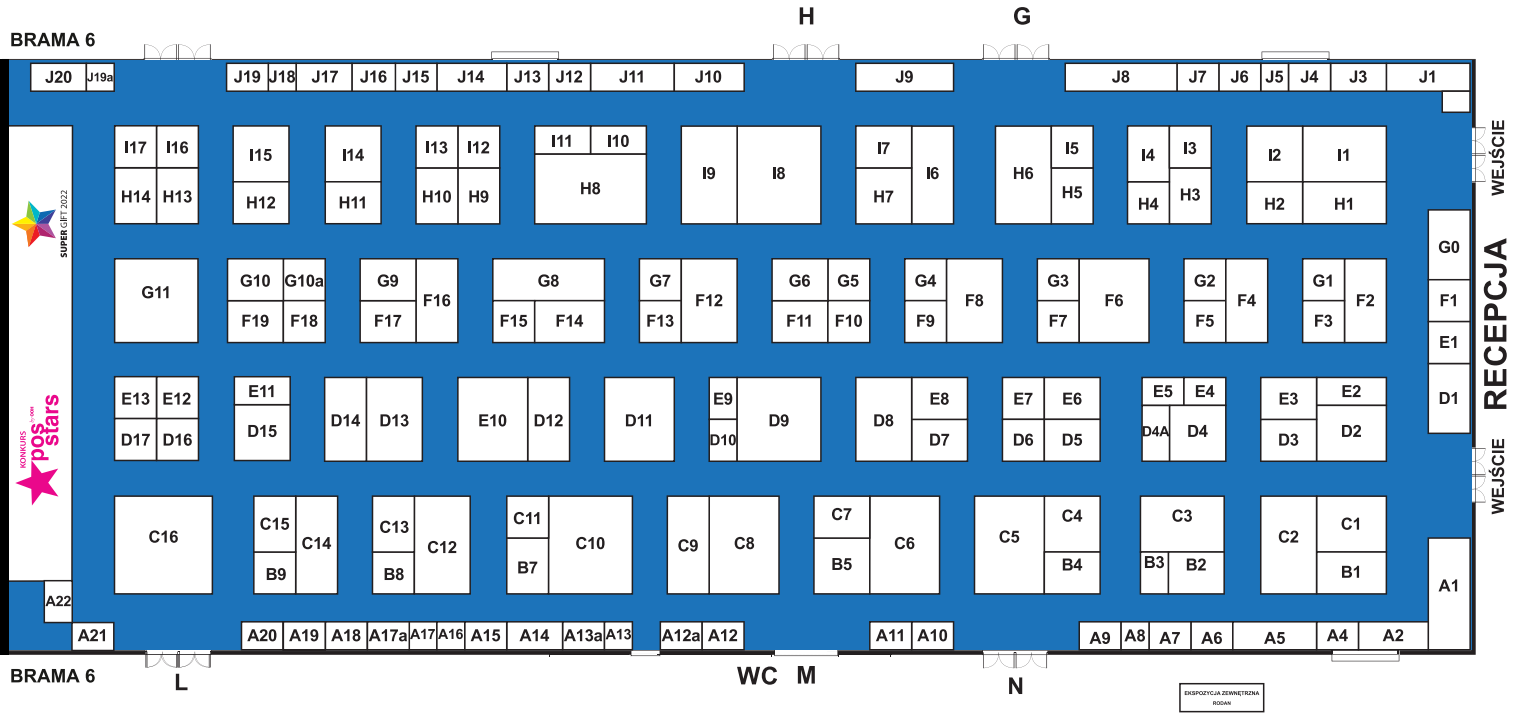 H G
BRAMA 6
J20 J19a J19 J18 J17 J16 J15 J14 J13 J12 J11 J10 J9 J8 J7 J6 J5 J4 J3 J1
I17 I16 I15 I14 I13 I12 I11 I10 I9 I8 I7 I6 H6 I5 I4 I3 I2 I1
WEJŚCIE
H14 H13 H12 H11 H10 H9 H8 H7 H5 H4 H3 H2 H1
SUPER GIFT 2022
G11 G10 G10a G9 F16 G8 G7 F12 G6 G5 G4 F8 G3 F6 G2 F4 G1 F2 G0
F19 F18 F17 F15 F14 F13 F11 F10 F9 F7 F5 F3 F1
E1
RECEPCJA
E13 E12 E11 D14 D13 E10 D12 D11 E9 D9 D8 E8 E7 E6 E5 E4 E3 E2 D1
D17 D16 D15 D10 D7 D6 D5 D4A D4 D3 D2
KONKURS
pos
stars
WEJŚCIE
C16 C15 C14 C13 C12 C11 C10 C9 C8 C7 C6 C5 C4 C3 C2 C1
B9 B8 B7 B5 B4 B3 B2 B1 A1
A22
A21 A20 A19 A18 A17a A17 A16 A15 A14 A13a A13 A12a A12 A11 A10 A9 A8 A7 A6 A5 A4 A2
BRAMA 6
L WC M N
EKSPOZYCJA ZEWNĘTRZNA
RODAN